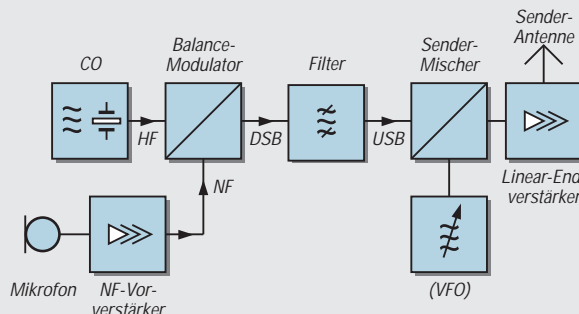 CO
Balance-
Modulator
Filter
Sender-
Mischer
Sender-
Antenne
HF
DSB
USB
Linear-End
verstärker
NF
Mikrofon
NF-Vor-
verstärker
(VFO)